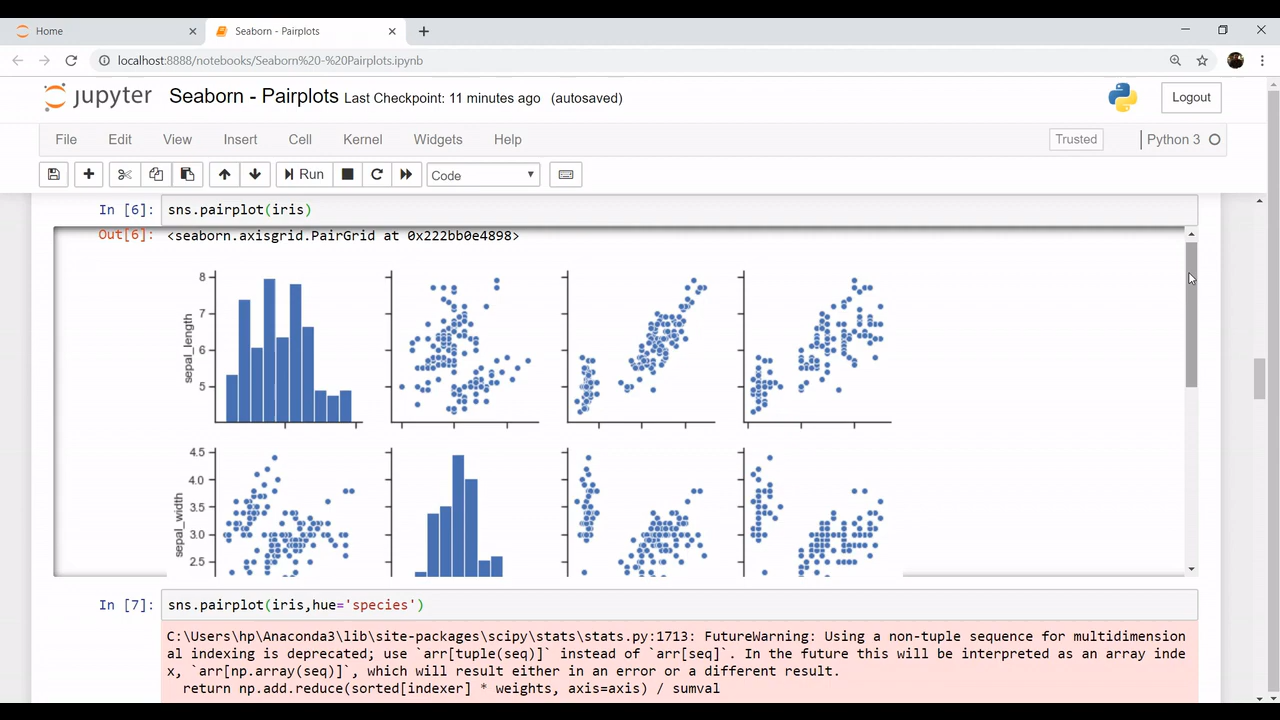 Home
Seaborn - Pairplots
localhost:8888/notebooks/Seaborn%20-%20Pairplots.ipynb
jupyter Seaborn - Pairplots Last Checkpoint: 11 minutes ago (autosaved)
Logout
File Edit View Insert Cell Kernel Widgets Help
Trusted
Python 3
Run
Code
In [6]: sns.pairplot(iris)
Out[6]: <seaborn.axisgrid.PairGrid at 0x222bb0e4898>
8
7
6
5
sepal_length
4.5
4.0
3.5
3.0
2.5
sepal_width
In [7]: sns.pairplot(iris,hue='species')
C:\Users\hp\Anaconda3\lib\site-packages\scipy\stats\stats.py:1713: FutureWarning: Using a non-tuple sequence for multidimension
al indexing is deprecated; use `arr[tuple(seq)]` instead of `arr[seq]`. In the future this will be interpreted as an array inde
x, `arr[np.array(seq)]`, which will result either in an error or a different result.
return np.add.reduce(sorted[indexer] * weights, axis=axis) / sumval